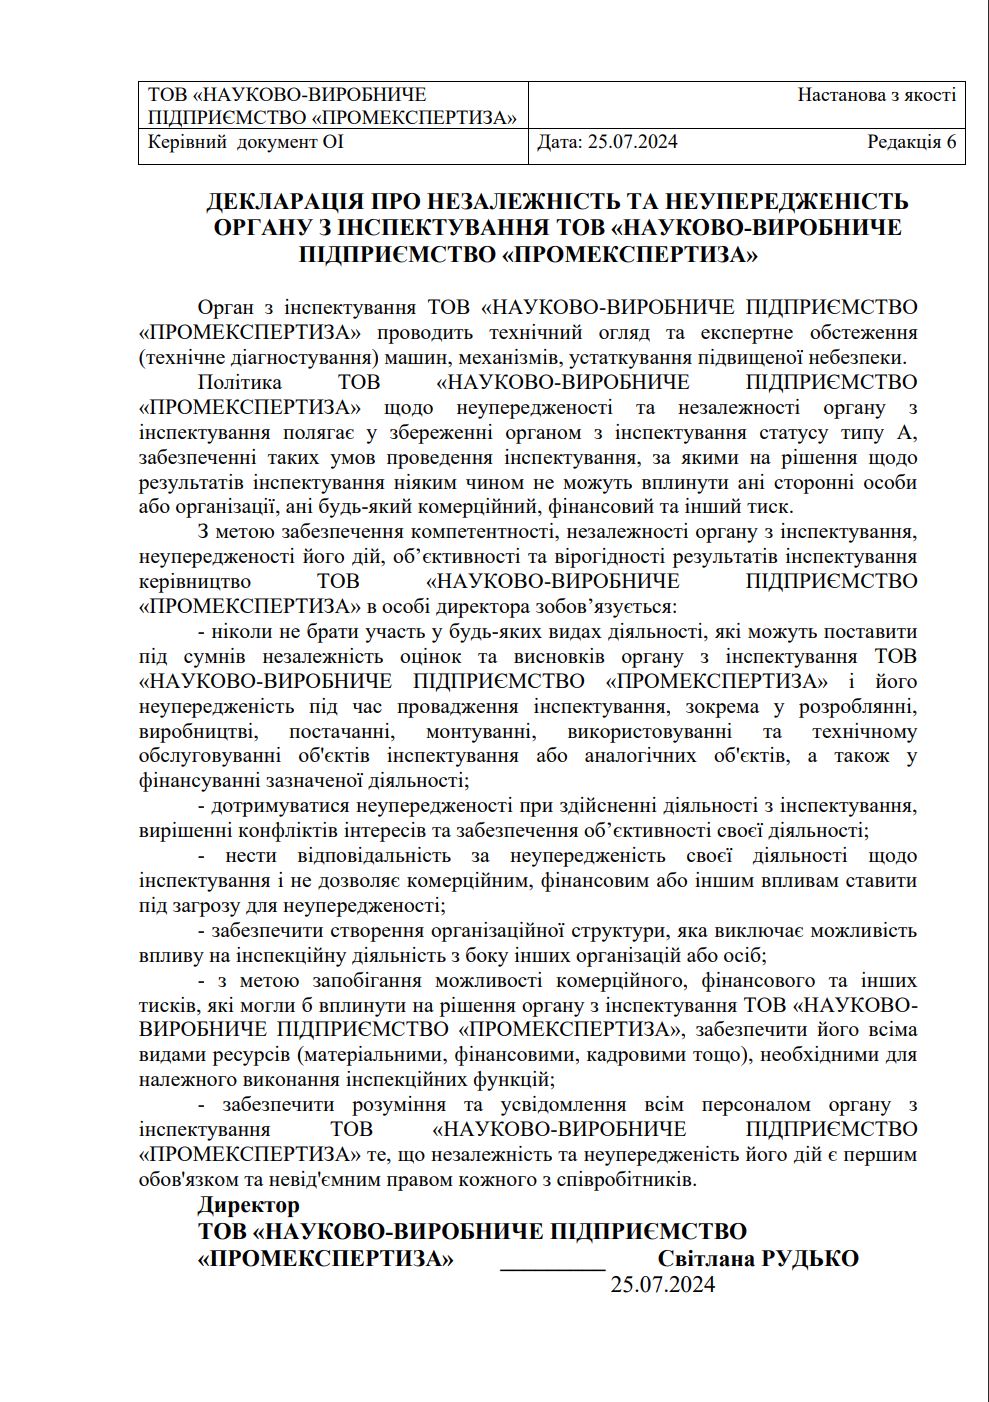 ТОВ «НАУКОВО-ВИРОБНИЧЕ
ПІДПРИЄМСТВО «ПРОМЕКСПЕРТИЗА»
Настанова з якості
Керівний документ ОІ
Дата: 25.07.2024 Редакція 6
ДЕКЛАРАЦІЯ ПРО НЕЗАЛЕЖНІСТЬ ТА НЕУПЕРЕДЖЕНІСТЬ
ОРГАНУ З ІНСПЕКТУВАННЯ ТОВ «НАУКОВО-ВИРОБНИЧЕ
ПІДПРИЄМСТВО «ПРОМЕКСПЕРТИЗА»
Орган з інспектування ТОВ «НАУКОВО-ВИРОБНИЧЕ ПІДПРИЄМСТВО
«ПРОМЕКСПЕРТИЗА» проводить технічний огляд та експертне обстеження
(технічне діагностування) машин, механізмів, устаткування підвищеної небезпеки.
Політика ТОВ «НАУКОВО-ВИРОБНИЧЕ ПІДПРИЄМСТВО
«ПРОМЕКСПЕРТИЗА» щодо неупередженості та незалежності органу з
інспектування полягає у збереженні органом з інспектування статусу типу А,
забезпеченні таких умов проведення інспектування, за якими на рішення щодо
результатів інспектування ніяким чином не можуть вплинути ані сторонні особи
або організації, ані будь-який комерційний, фінансовий та інший тиск.
З метою забезпечення компетентності, незалежності органу з інспектування,
неупередженості його дій, об’єктивності та вірогідності результатів інспектування
керівництво ТОВ «НАУКОВО-ВИРОБНИЧЕ ПІДПРИЄМСТВО
«ПРОМЕКСПЕРТИЗА» в особі директора зобов’язується:
- ніколи не брати участь у будь-яких видах діяльності, які можуть поставити
під сумнів незалежність оцінок та висновків органу з інспектування ТОВ
«НАУКОВО-ВИРОБНИЧЕ ПІДПРИЄМСТВО «ПРОМЕКСПЕРТИЗА» і його
неупередженість під час провадження інспектування, зокрема у розроблянні,
виробництві, постачанні, монтуванні, використовуванні та технічному
обслуговуванні об'єктів інспектування або аналогічних об'єктів, а також у
фінансуванні зазначеної діяльності;
- дотримуватися неупередженості при здійсненні діяльності з інспектування,
вирішенні конфліктів інтересів та забезпечення об’єктивності своєї діяльності;
- нести відповідальність за неупередженість своєї діяльності щодо
інспектування і не дозволяє комерційним, фінансовим або іншим впливам ставити
під загрозу для неупередженості;
- забезпечити створення організаційної структури, яка виключає можливість
впливу на інспекційну діяльність з боку інших організацій або осіб;
- з метою запобігання можливості комерційного, фінансового та інших
тисків, які могли б вплинути на рішення органу з інспектування ТОВ «НАУКОВО-
ВИРОБНИЧЕ ПІДПРИЄМСТВО «ПРОМЕКСПЕРТИЗА», забезпечити його всіма
видами ресурсів (матеріальними, фінансовими, кадровими тощо), необхідними для
належного виконання інспекційних функцій;
- забезпечити розуміння та усвідомлення всім персоналом органу з
інспектування ТОВ «НАУКОВО-ВИРОБНИЧЕ ПІДПРИЄМСТВО
«ПРОМЕКСПЕРТИЗА» те, що незалежність та неупередженість його дій є першим
обов'язком та невід'ємним правом кожного з співробітників.
Директор
ТОВ «НАУКОВО-ВИРОБНИЧЕ ПІДПРИЄМСТВО
«ПРОМЕКСПЕРТИЗА» _________ Світлана РУДЬКО
25.07.2024